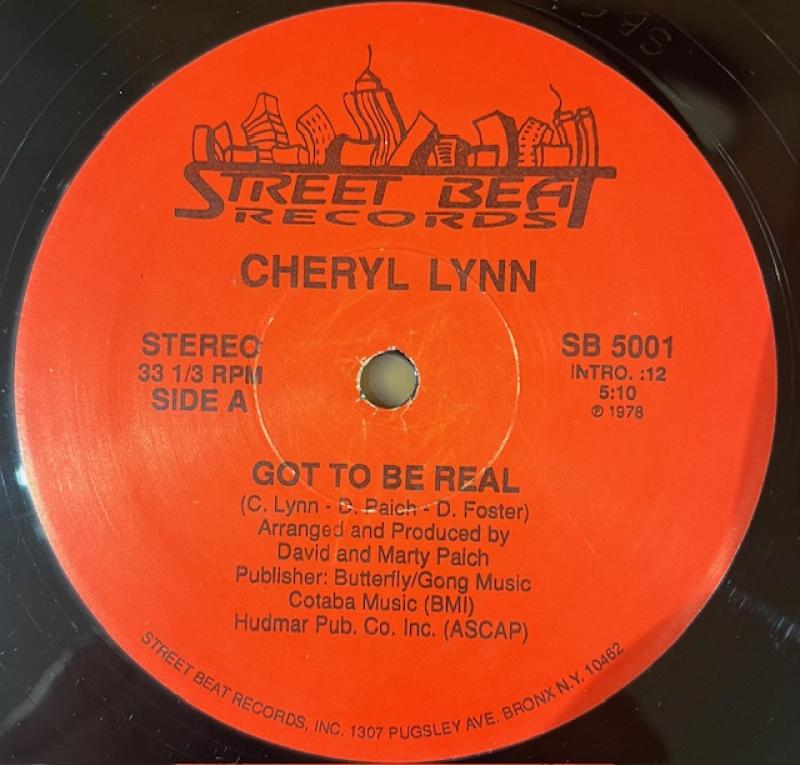 STREET BEAT
RECORDS
CHERYL LYNN
STEREO
33 1/3 RPM
SIDE A
SB 5001
INTRO. :12
5:10
℗ 1978
GOT TO BE REAL
(C. Lynn - D. Paich - D. Foster)
Arranged and Produced by
David and Marty Paich
Publisher: Butterfly/Gong Music
Cotaba Music (BMI)
Hudmar Pub. Co. Inc. (ASCAP)
STREET BEAT RECORDS, INC. 1307 PUGSLEY AVE. BRONX N.Y. 10462